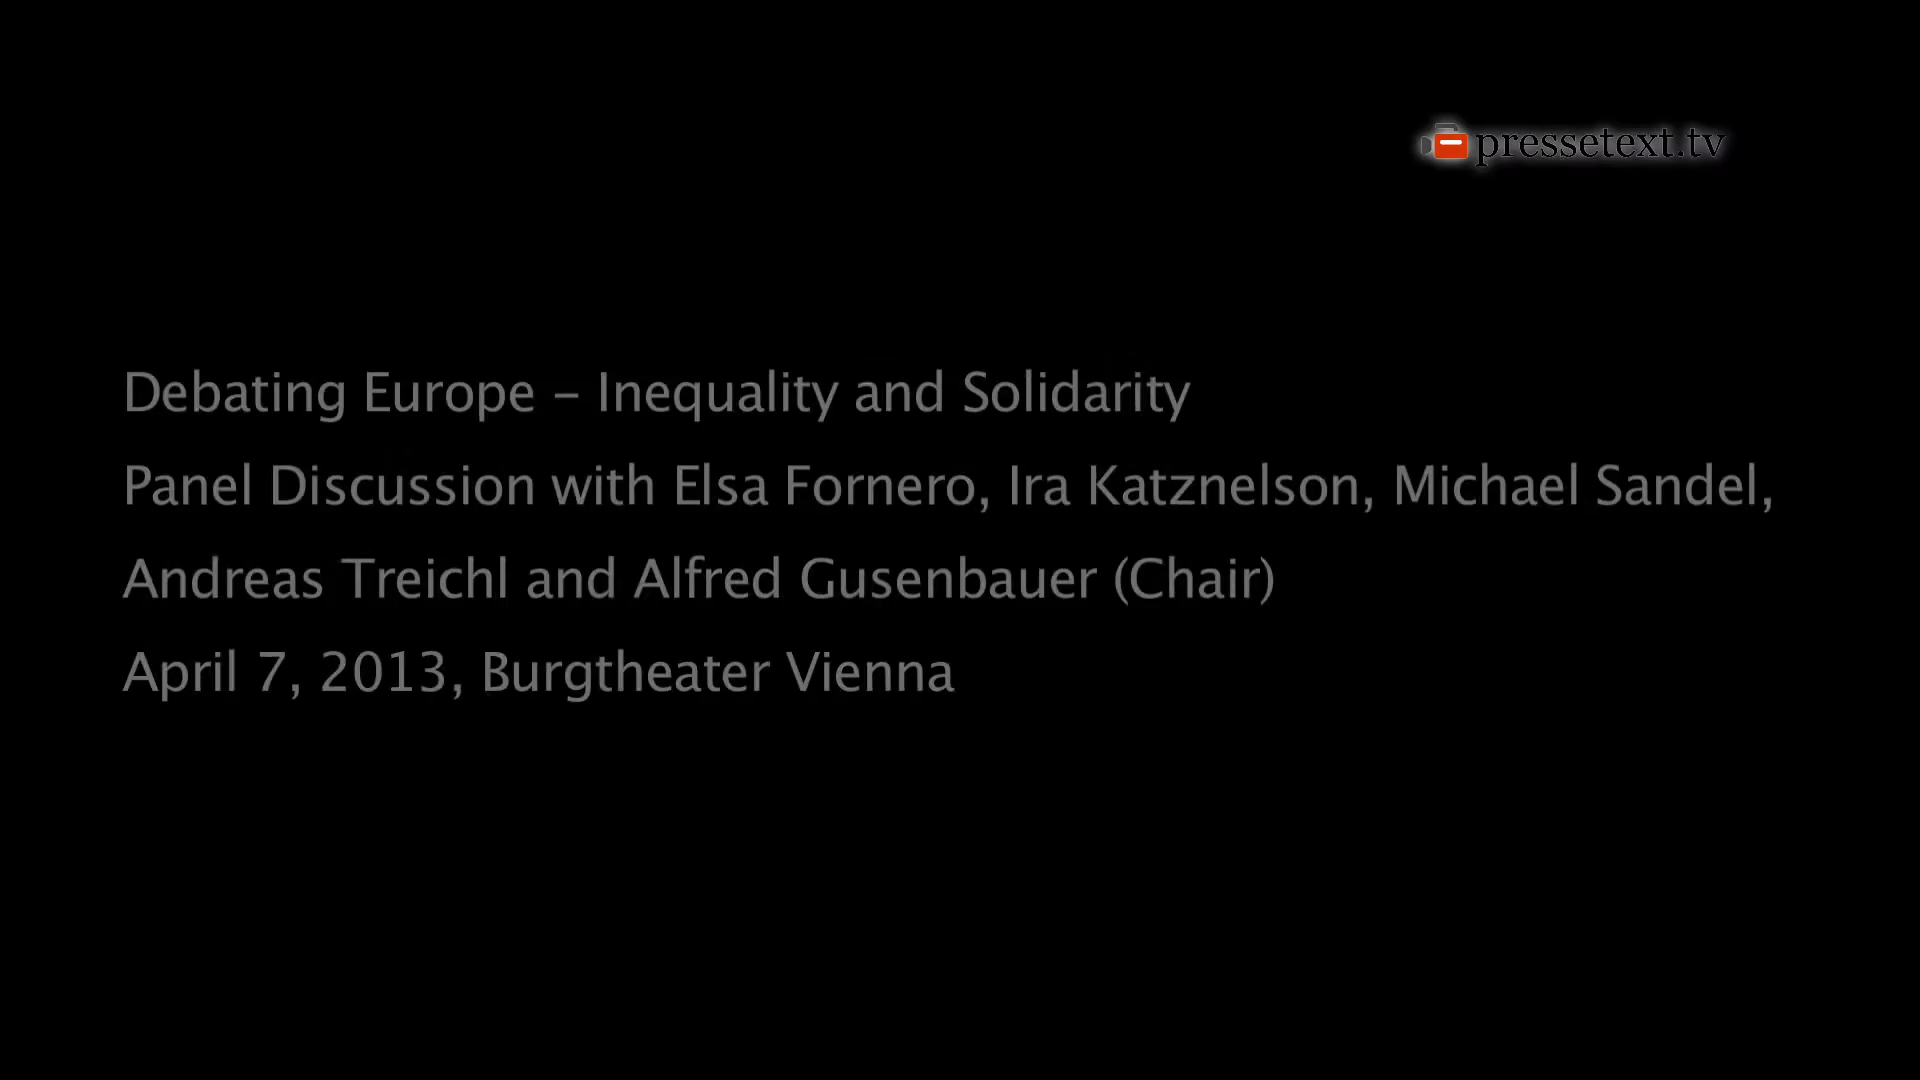 pressetext.tv
Debating Europe – Inequality and Solidarity
Panel Discussion with Elsa Fornero, Ira Katznelson, Michael Sandel,
Andreas Treichl and Alfred Gusenbauer (Chair)
April 7, 2013, Burgtheater Vienna